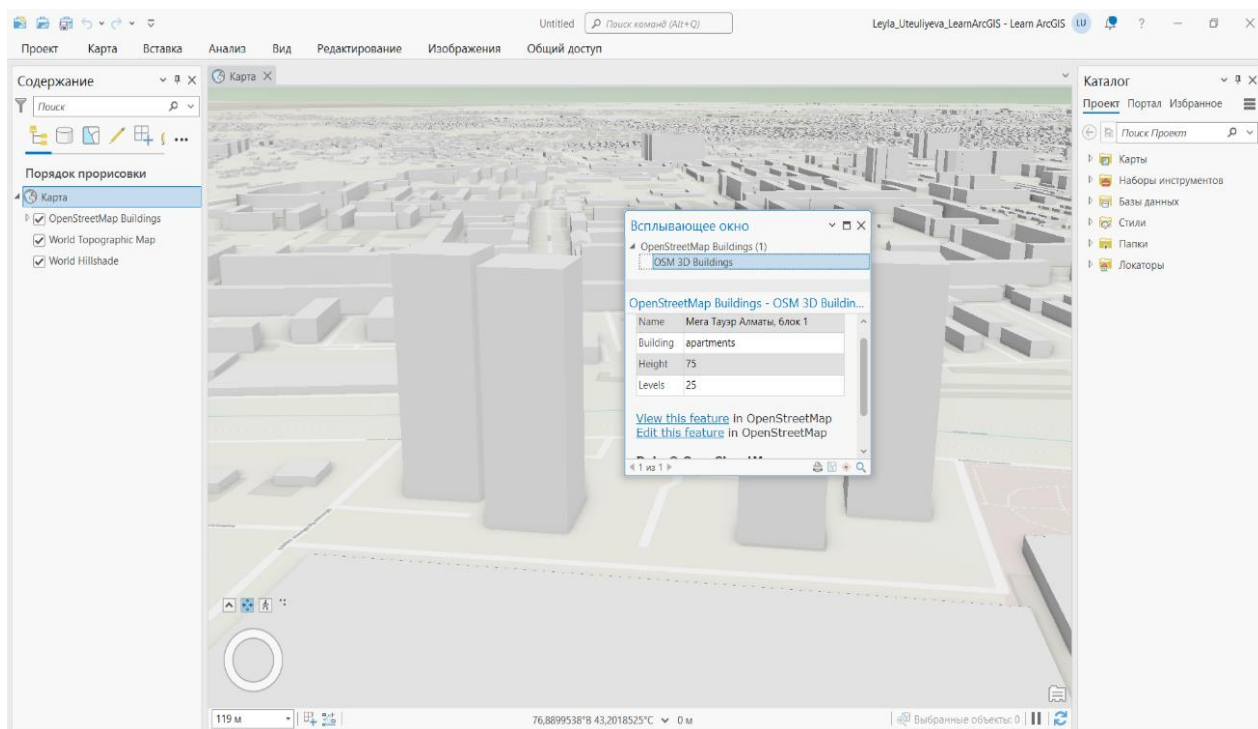 Untitled
Поиск команд (Alt+Q)
Leyla_Uteuliyeva_LearnArcGIS - Learn ArcGIS
LU
?
Проект Карта Вставка Анализ Вид Редактирование Изображения Общий доступ
Содержание
Поиск
Порядок прорисовки
Карта
OpenStreetMap Buildings
World Topographic Map
World Hillshade
Карта
Всплывающее окно
OpenStreetMap Buildings (1)
OSM 3D Buildings
OpenStreetMap Buildings - OSM 3D Buildin...
Name Мега Тауэр Алматы, блок 1
Building apartments
Height 75
Levels 25
View this feature in OpenStreetMap
Edit this feature in OpenStreetMap
1 из 1
119 м
76,8899538°В 43,2018525°С
0 м
Выбранные объекты: 0
Каталог
Проект Портал Избранное
Поиск Проект
Карты
Наборы инструментов
Базы данных
Стили
Папки
Локаторы